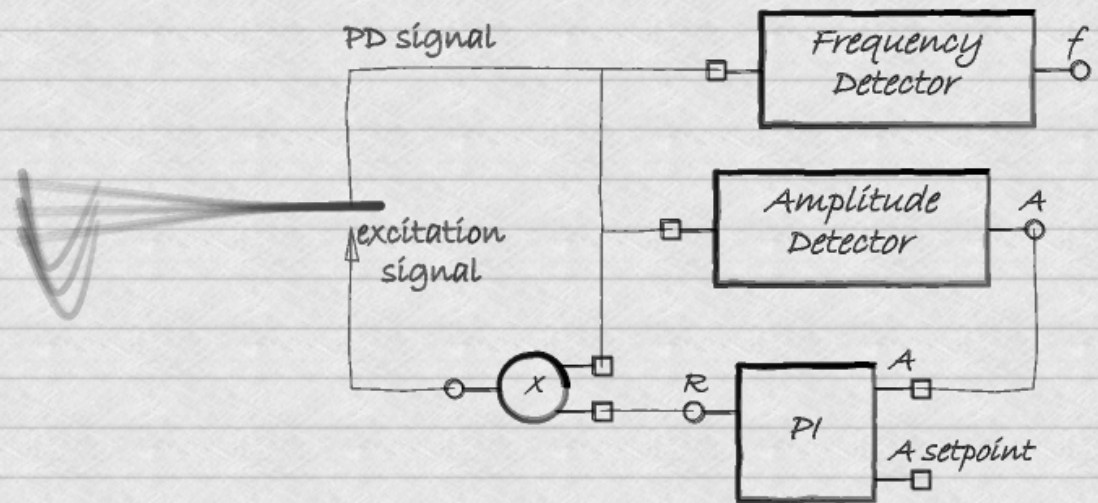 PD signal
Frequency
Detector
f
Amplitude
Detector
A
excitation
signal
x
R
PI
A
A setpoint